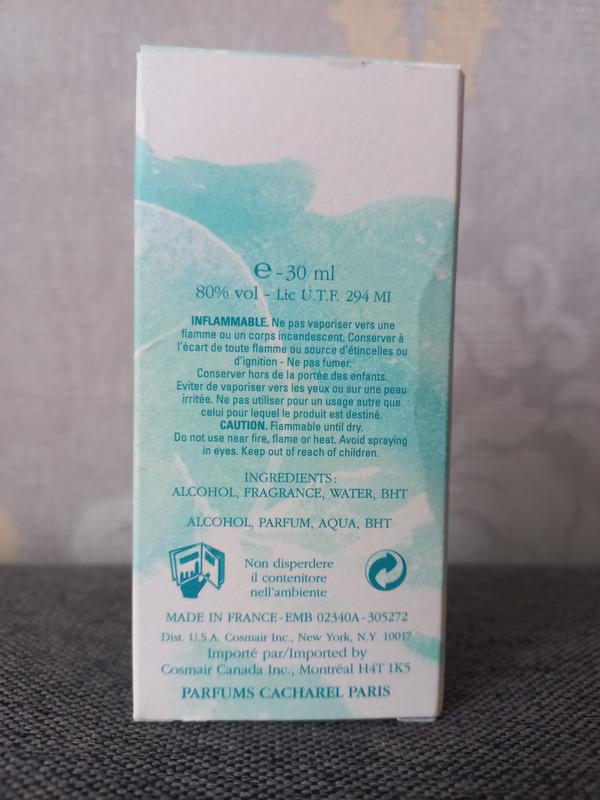 e - 30 ml
80% vol - Lic U.T.F. 294 MI
INFLAMMABLE. Ne pas vaporiser vers une
flamme ou un corps incandescent. Conserver à
l'écart de toute flamme ou source d'étincelles ou
d'ignition - Ne pas fumer.
Conserver hors de la portée des enfants.
Eviter de vaporiser vers les yeux ou sur une peau
irritée. Ne pas utiliser pour un usage autre que
celui pour lequel le produit est destiné.
CAUTION. Flammable until dry.
Do not use near fire, flame or heat. Avoid spraying
in eyes. Keep out of reach of children.
INGREDIENTS:
ALCOHOL, FRAGRANCE, WATER, BHT
ALCOHOL, PARFUM, AQUA, BHT
Non disperdere
il contenitore
nell'ambiente
MADE IN FRANCE - EMB 02340A - 305272
Dist. U.S.A. Cosmair Inc., New York, N.Y. 10017
Importé par/Imported by
Cosmair Canada Inc., Montréal H4T 1K5
PARFUMS CACHAREL PARIS